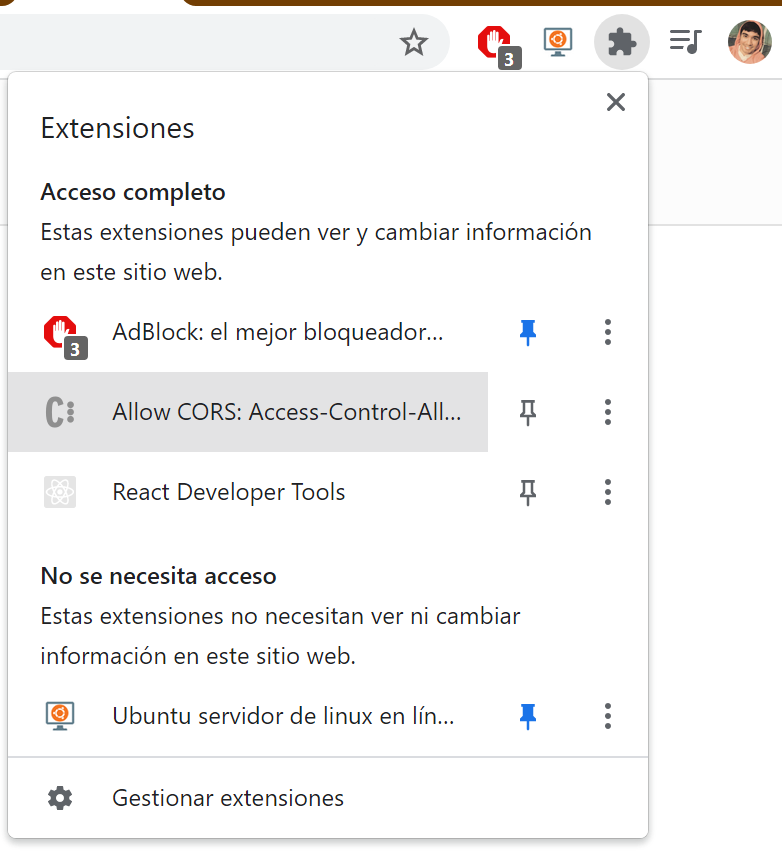 3
Extensiones
Acceso completo
Estas extensiones pueden ver y cambiar información
en este sitio web.
3
AdBlock: el mejor bloqueador...
Allow CORS: Access-Control-All...
React Developer Tools
No se necesita acceso
Estas extensiones no necesitan ver ni cambiar
información en este sitio web.
Ubuntu servidor de linux en lín...
Gestionar extensiones